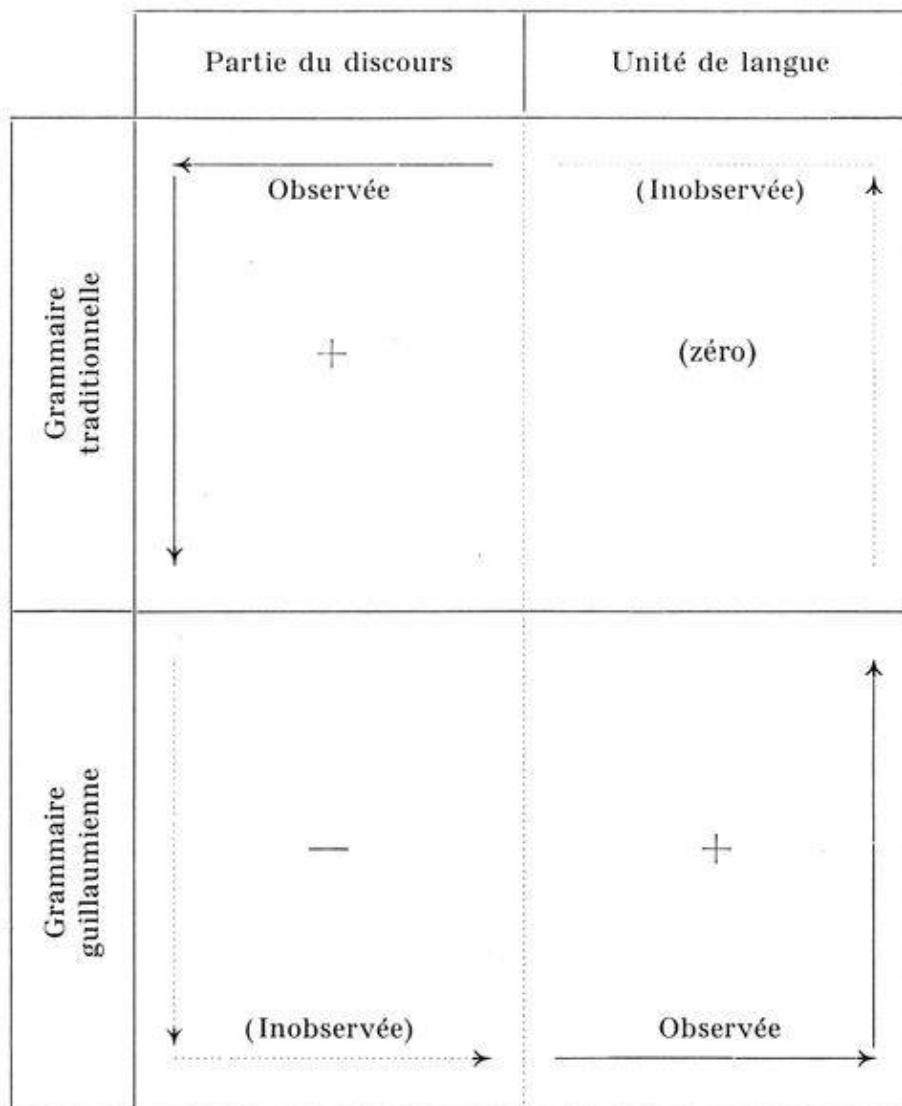 Partie du discours
Unité de langue
Grammaire
traditionnelle
Observée
(Inobservée)
+
(zéro)
Grammaire
guillaumienne
—
+
(Inobservée)
Observée